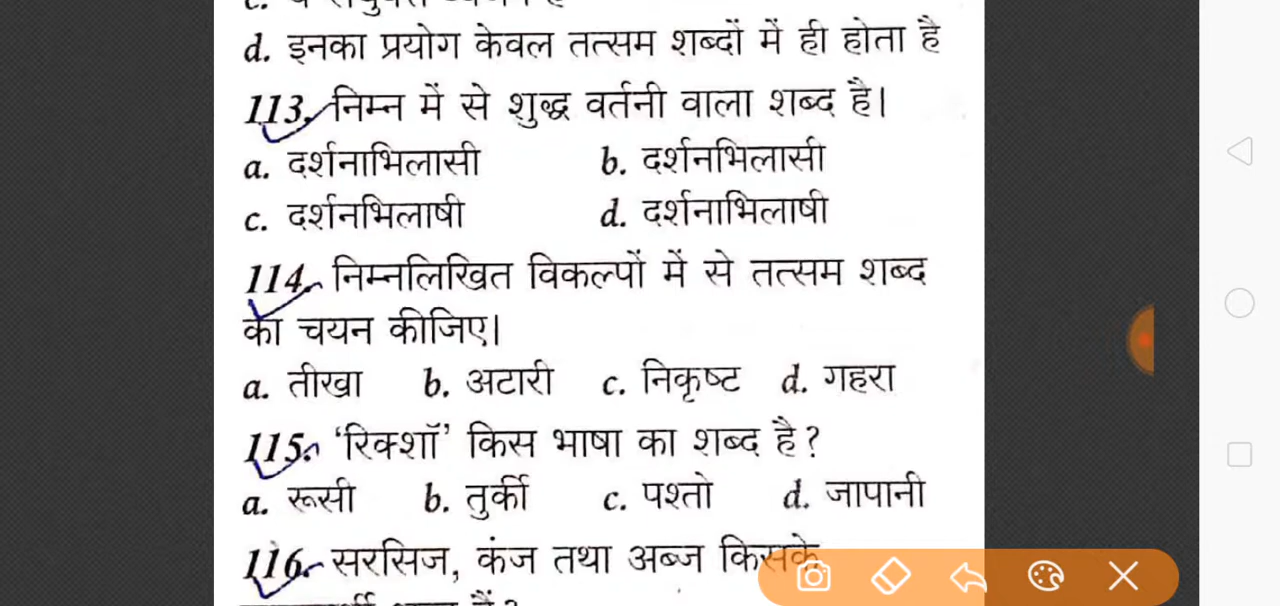 d. इनका प्रयोग केवल तत्सम शब्दों में ही होता है
113. निम्न में से शुद्ध वर्तनी वाला शब्द है।
a. दर्शनाभिलासी b. दर्शनभिलासी
c. दर्शनभिलाषी d. दर्शनाभिलाषी
114. निम्नलिखित विकल्पों में से तत्सम शब्द
का चयन कीजिए।
a. तीखा b. अटारी c. निकृष्ट d. गहरा
115. 'रिक्शॉ' किस भाषा का शब्द है?
a. रूसी b. तुर्की c. पश्तो d. जापानी
116. सरसिज, कंज तथा अब्ज किसके